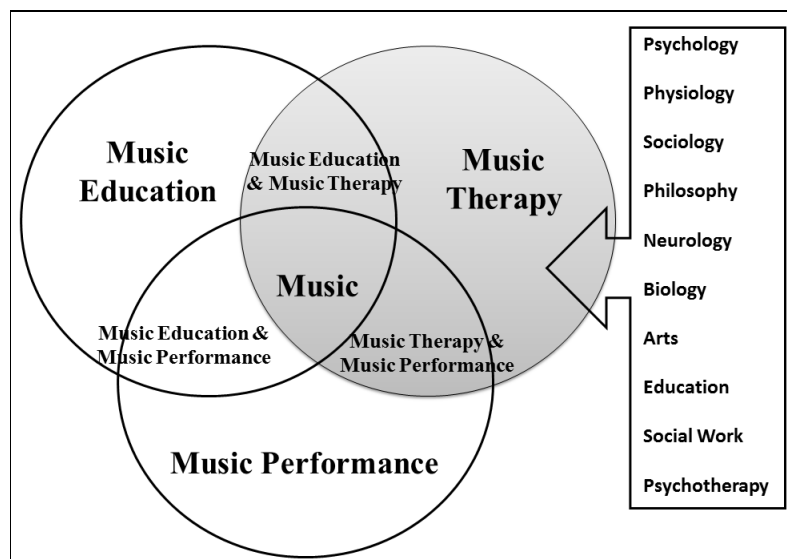 Music
Education
Music Education
& Music Therapy
Music
Therapy
Music
Music Education &
Music Performance
Music Therapy &
Music Performance
Music Performance
Psychology
Physiology
Sociology
Philosophy
Neurology
Biology
Arts
Education
Social Work
Psychotherapy